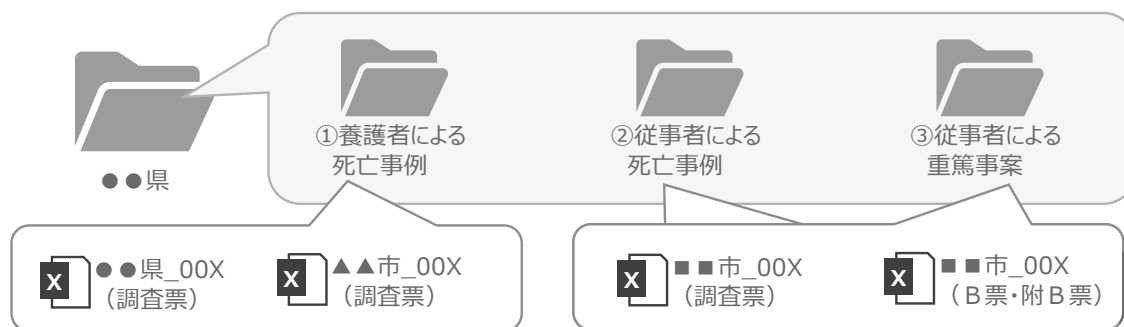 ①養護者による
死亡事例
②従事者による
死亡事例
③従事者による
重篤事案
●●県
X
●●県_00X
（調査票）
X
▲▲市_00X
（調査票）
X
■■市_00X
（調査票）
X
■■市_00X
（Ｂ票・附Ｂ票）